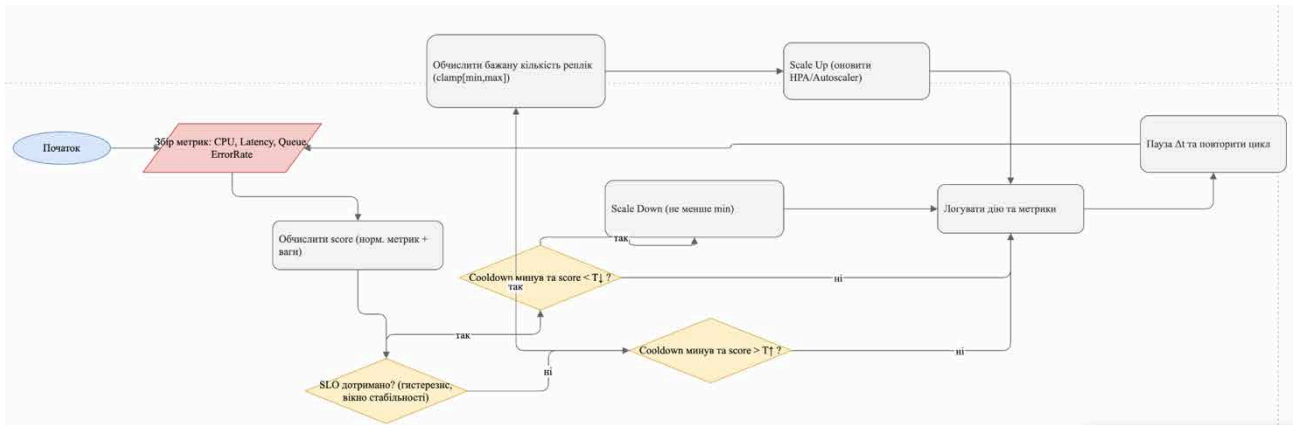 Обчислити бажану кількість реплік
(clamp[min,max])
Scale Up (оновити
HPA/Autoscaler)
Початок
Збір метрик: CPU, Latency, Queue,
ErrorRate
Пауза Δt та повторити цикл
Scale Down (не менше min)
Логувати дію та метрики
Обчислити score (норм. метрик +
ваги)
так
Cooldown минув та score < T↓ ?
ні
так
так
Cooldown минув та score > T↑ ?
ні
ні
SLO дотримано? (гистерезис,
вікно стабільності)